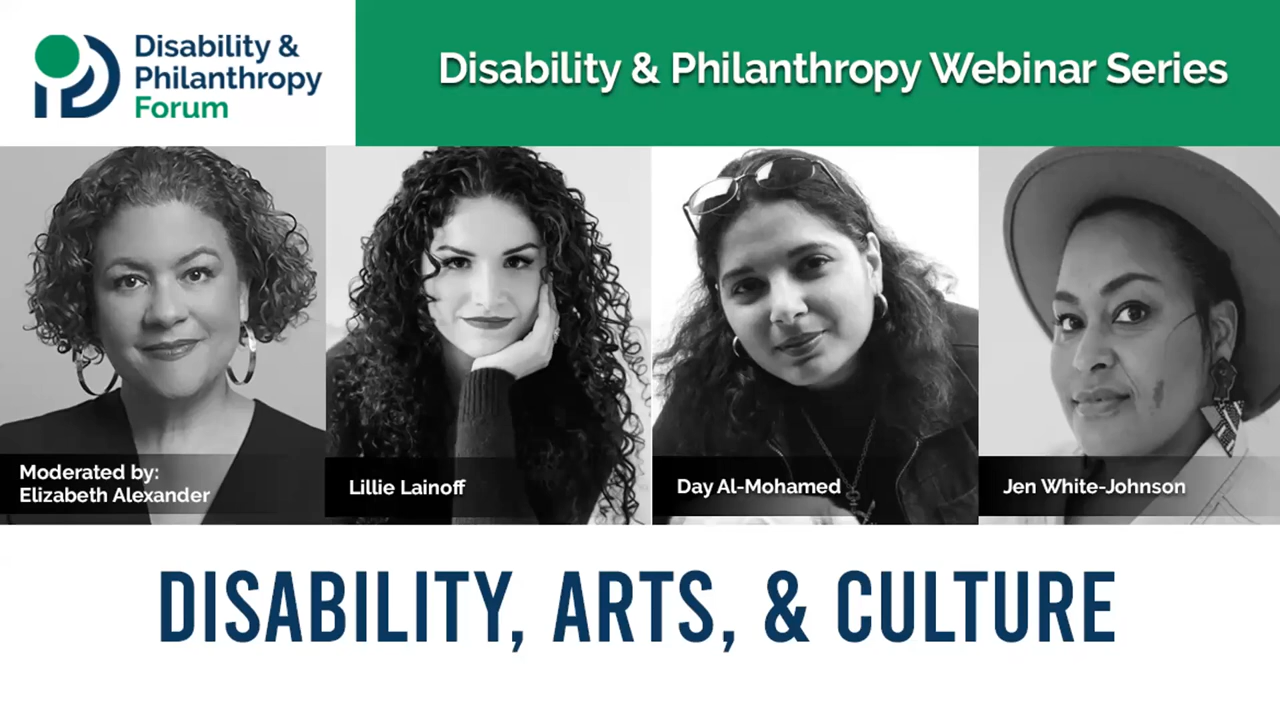 Disability &
Philanthropy
Forum
Disability & Philanthropy Webinar Series
Moderated by:
Elizabeth Alexander
Lillie Lainoff
Day Al-Mohamed
Jen White-Johnson
DISABILITY, ARTS, & CULTURE